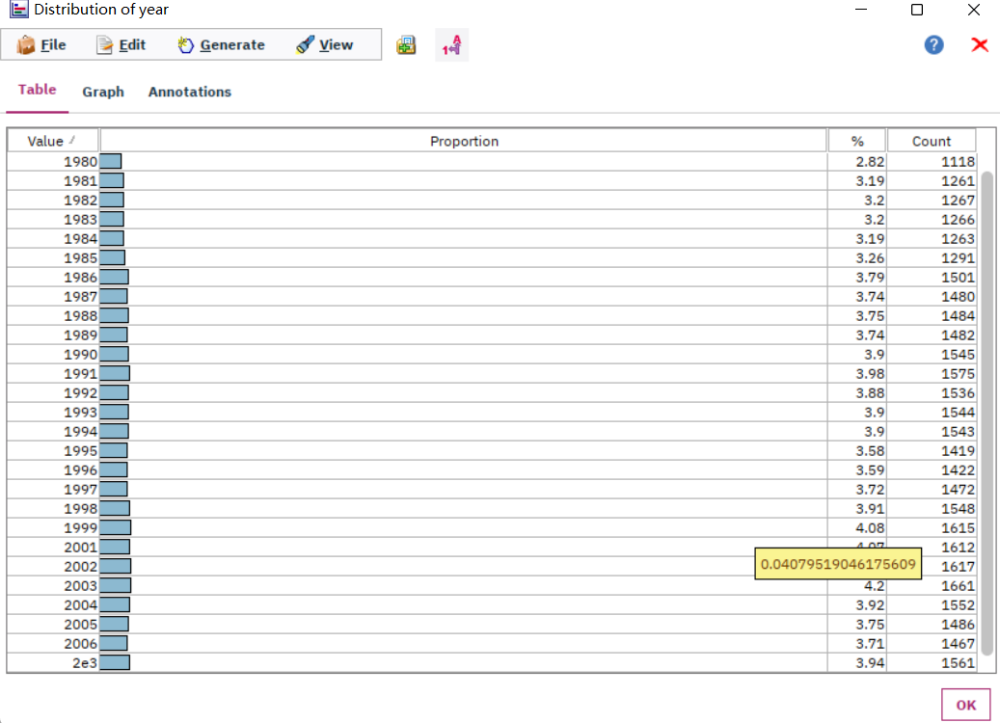 Distribution of year
File Edit Generate View
Table Graph Annotations
Value Proportion % Count
1980 2.82 1118
1981 3.19 1261
1982 3.2 1267
1983 3.2 1266
1984 3.19 1263
1985 3.26 1291
1986 3.79 1501
1987 3.74 1480
1988 3.75 1484
1989 3.74 1482
1990 3.9 1545
1991 3.98 1575
1992 3.88 1536
1993 3.9 1544
1994 3.9 1543
1995 3.58 1419
1996 3.59 1422
1997 3.72 1472
1998 3.91 1548
1999 4.08 1615
2001 4.07 1612
2002 0.04079519046175609 1617
2003 4.2 1661
2004 3.92 1552
2005 3.75 1486
2006 3.71 1467
2e3 3.94 1561
OK